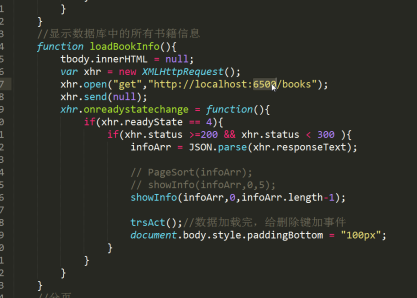 }
}
//显示数据库中的所有书籍信息
function loadBookInfo(){
tbody.innerHTML = null;
var xhr = new XMLHttpRequest();
xhr.open("get","http://localhost:6500/books");
xhr.send(null);
xhr.onreadystatechange = function(){
if(xhr.readyState == 4){
if(xhr.status >=200 && xhr.status < 300 ){
infoArr = JSON.parse(xhr.responseText);
// PageSort(infoArr);
// showInfo(infoArr,0,5);
showInfo(infoArr,0,infoArr.length-1);
trsAct();//数据加载完，给删除键加事件
document.body.style.paddingBottom = "100px";
}
}
}
}